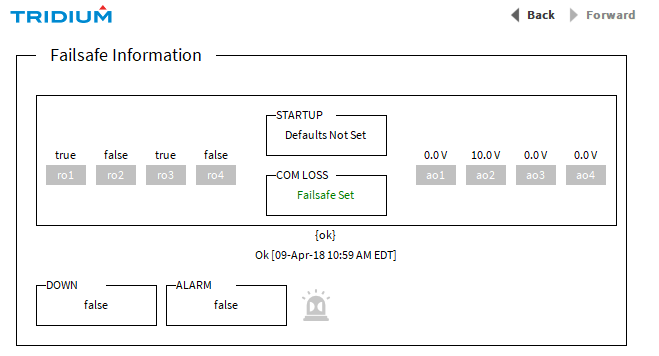 TRIDIUM
Back Forward
Failsafe Information
STARTUP
Defaults Not Set
true false true false
ro1 ro2 ro3 ro4
0.0 V 10.0 V 0.0 V 0.0 V
ao1 ao2 ao3 ao4
COM LOSS
Failsafe Set
{ok}
Ok [09-Apr-18 10:59 AM EDT]
DOWN ALARM
false false